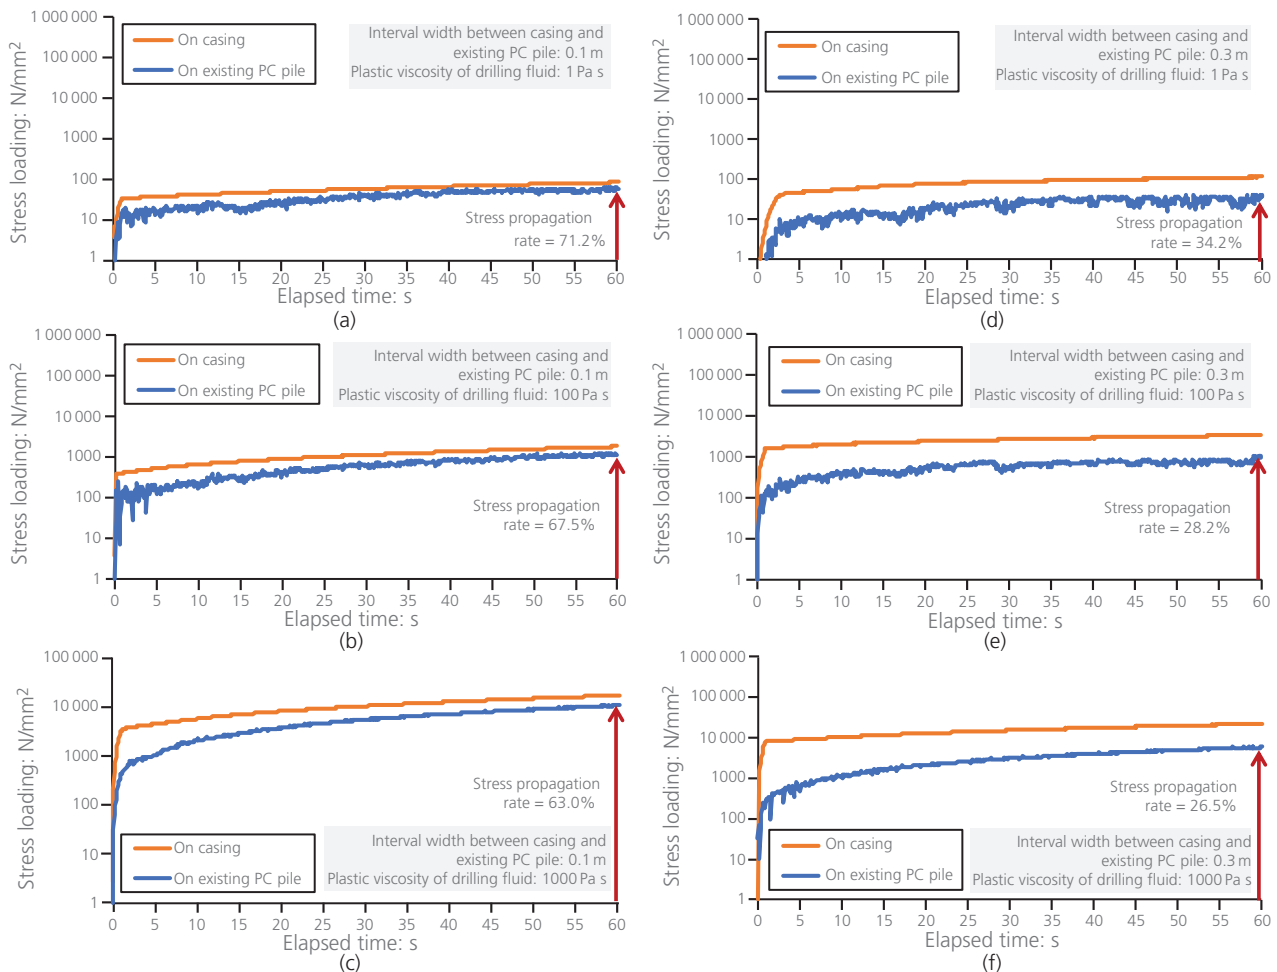 1 000 000
100 000
10 000
1000
100
10
1
Stress loading: N/mm2
On casing
On existing PC pile
Interval width between casing and
existing PC pile: 0.1 m
Plastic viscosity of drilling fluid: 1 Pa s
Stress propagation
rate = 71.2%
0 5 10 15 20 25 30 35 40 45 50 55 60
Elapsed time: s
(a)
1 000 000
100 000
10 000
1000
100
10
1
Stress loading: N/mm2
On casing
On existing PC pile
Interval width between casing and
existing PC pile: 0.1 m
Plastic viscosity of drilling fluid: 100 Pa s
Stress propagation
rate = 67.5%
0 5 10 15 20 25 30 35 40 45 50 55 60
Elapsed time: s
(b)
100 000
10 000
1000
100
10
1
Stress loading: N/mm2
Stress propagation
rate = 63.0%
On casing
On existing PC pile
Interval width between casing and
existing PC pile: 0.1 m
Plastic viscosity of drilling fluid: 1000 Pa s
0 5 10 15 20 25 30 35 40 45 50 55 60
Elapsed time: s
(c)
1 000 000
100 000
10 000
1000
100
10
1
Stress loading: N/mm2
On casing
On existing PC pile
Interval width between casing and
existing PC pile: 0.3 m
Plastic viscosity of drilling fluid: 1 Pa s
Stress propagation
rate = 34.2%
0 5 10 15 20 25 30 35 40 45 50 55 60
Elapsed time: s
(d)
1 000 000
100 000
10 000
1000
100
10
1
Stress loading: N/mm2
On casing
On existing PC pile
Interval width between casing and
existing PC pile: 0.3 m
Plastic viscosity of drilling fluid: 100 Pa s
Stress propagation
rate = 28.2%
0 5 10 15 20 25 30 35 40 45 50 55 60
Elapsed time: s
(e)
1 000 000
100 000
10 000
1000
100
10
1
Stress loading: N/mm2
Stress propagation
rate = 26.5%
On casing
On existing PC pile
Interval width between casing and
existing PC pile: 0.3 m
Plastic viscosity of drilling fluid: 1000 Pa s
0 5 10 15 20 25 30 35 40 45 50 55 60
Elapsed time: s
(f)